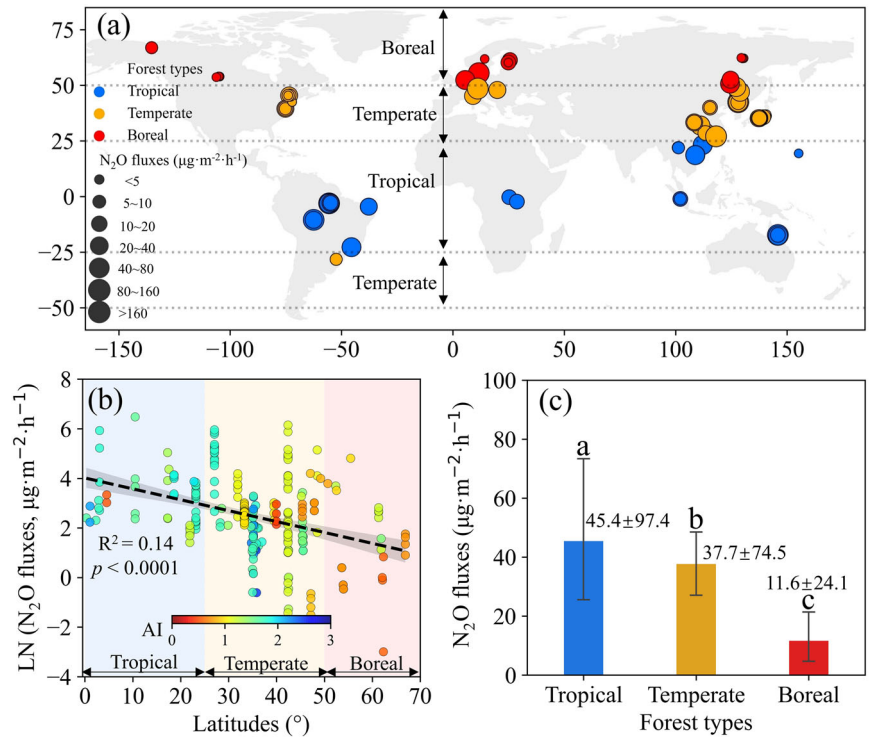 (a)
75
50
25
0
−25
−50
Boreal
Temperate
Tropical
Temperate
Forest types
Tropical
Temperate
Boreal
N₂O fluxes (μg·m⁻²·h⁻¹)
<5
5~10
10~20
20~40
40~80
80~160
>160
−150
−100
−50
0
50
100
150
(b)
LN (N₂O fluxes, μg·m⁻²·h⁻¹)
8
6
4
2
0
−2
−4
R² = 0.14
p < 0.0001
AI
0
1
2
3
Tropical
Temperate
Boreal
0
10
20
30
40
50
60
70
Latitudes (°)
(c)
N₂O fluxes (μg·m⁻²·h⁻¹)
100
80
60
40
20
0
a
45.4±97.4
b
37.7±74.5
11.6±24.1
c
Tropical
Temperate
Boreal
Forest types